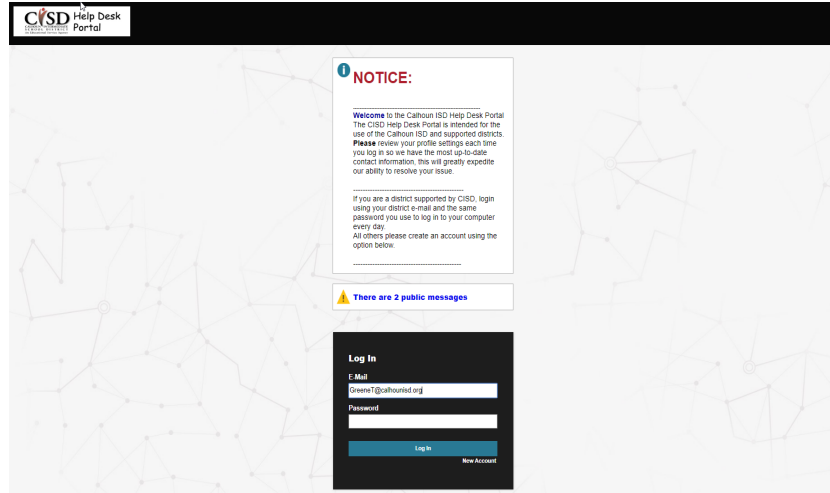 CISD Help Desk
Portal
SCHOOL DISTRICT
NOTICE:
Welcome to the Calhoun ISD Help Desk Portal
The CISD Help Desk Portal is intended for the
use of the Calhoun ISD and supported districts.
Please review your profile settings each time
you log in so we have the most up-to-date
contact information, this will greatly expedite
our ability to resolve your issue.
If you are a district supported by CISD, login
using your district e-mail and the same
password you use to log in to your computer
every day.
All others please create an account using the
option below.
There are 2 public messages
Log In
E-Mail
GreeneT@calhounisd.org
Password
Log In
New Account